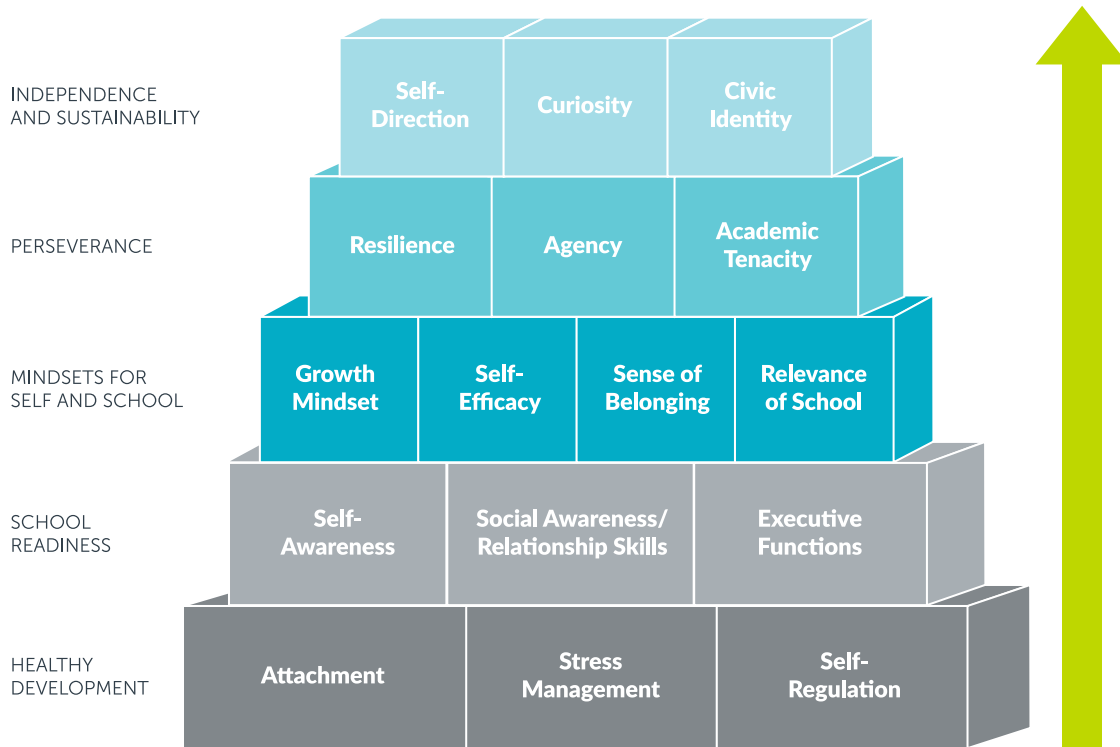 INDEPENDENCE
AND SUSTAINABILITY
Self-
Direction
Curiosity
Civic
Identity
PERSEVERANCE
Resilience
Agency
Academic
Tenacity
MINDSETS FOR
SELF AND SCHOOL
Growth
Mindset
Self-
Efficacy
Sense of
Belonging
Relevance
of School
SCHOOL
READINESS
Self-
Awareness
Social Awareness/
Relationship Skills
Executive
Functions
HEALTHY
DEVELOPMENT
Attachment
Stress
Management
Self-
Regulation